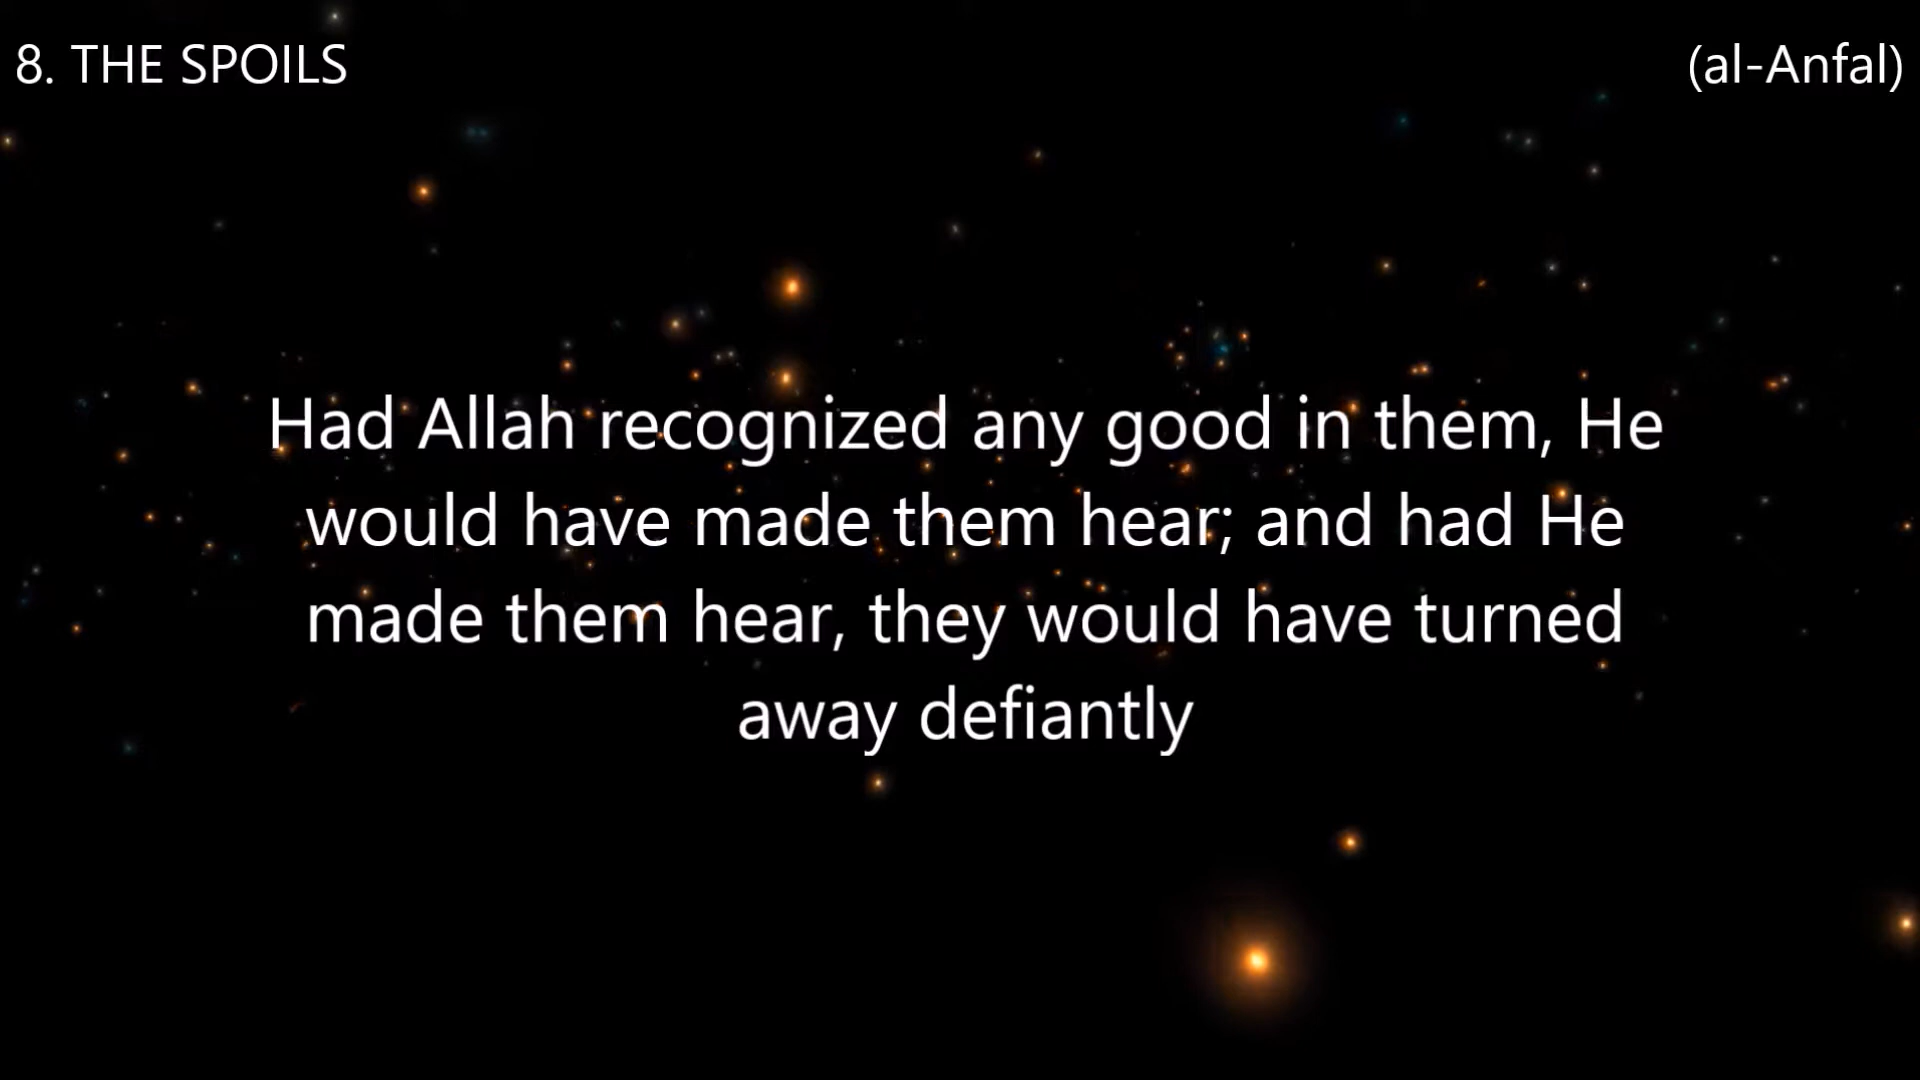 8. THE SPOILS
(al-Anfal)
Had Allah recognized any good in them, He
would have made them hear; and had He
made them hear, they would have turned
away defiantly